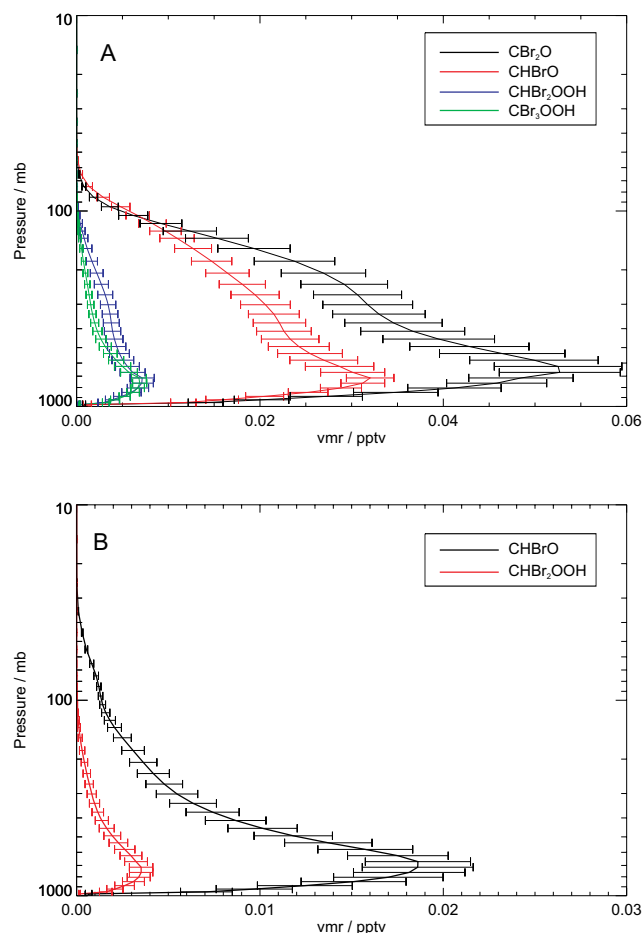 A
CBr₂O
CHBrO
CHBr₂OOH
CBr₃OOH
Pressure / mb
10
100
1000
0.00
0.02
0.04
0.06
vmr / pptv
B
CHBrO
CHBr₂OOH
Pressure / mb
10
100
1000
0.00
0.01
0.02
0.03
vmr / pptv